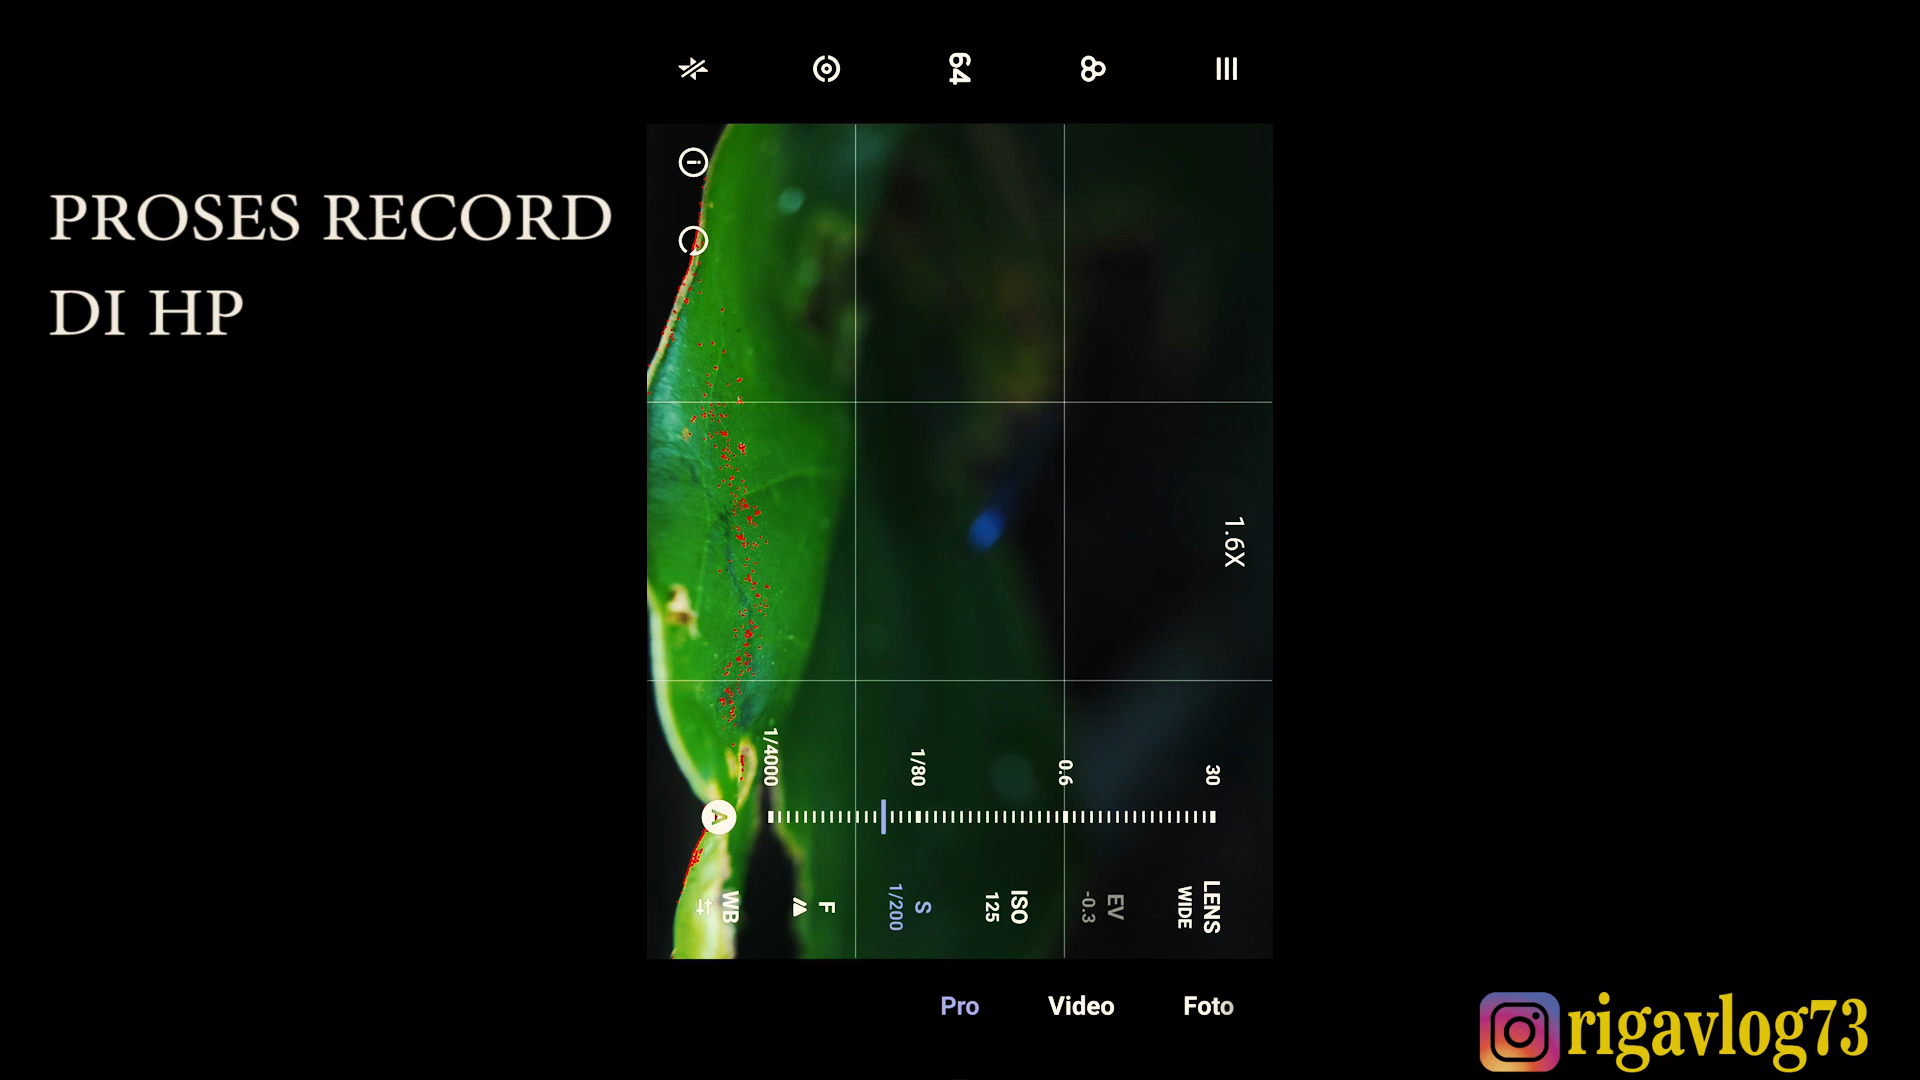 64
PROSES RECORD
DI HP
1.6X
1/4000
1/80
0.6
30
A
WB
F
S
1/200
ISO
125
EV
-0.3
LENS
WIDE
Pro
Video
Foto
rigavlog73